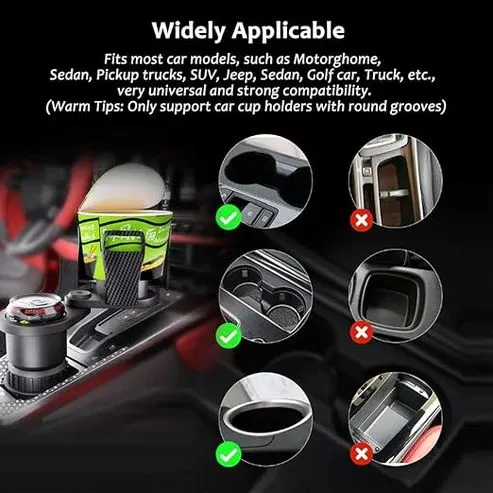 Widely Applicable
Fits most car models, such as Motorghome,
Sedan, Pickup trucks, SUV, Jeep, Sedan, Golf car, Truck, etc.,
very universal and strong compatibility.
(Warm Tips: Only support car cup holders with round grooves)